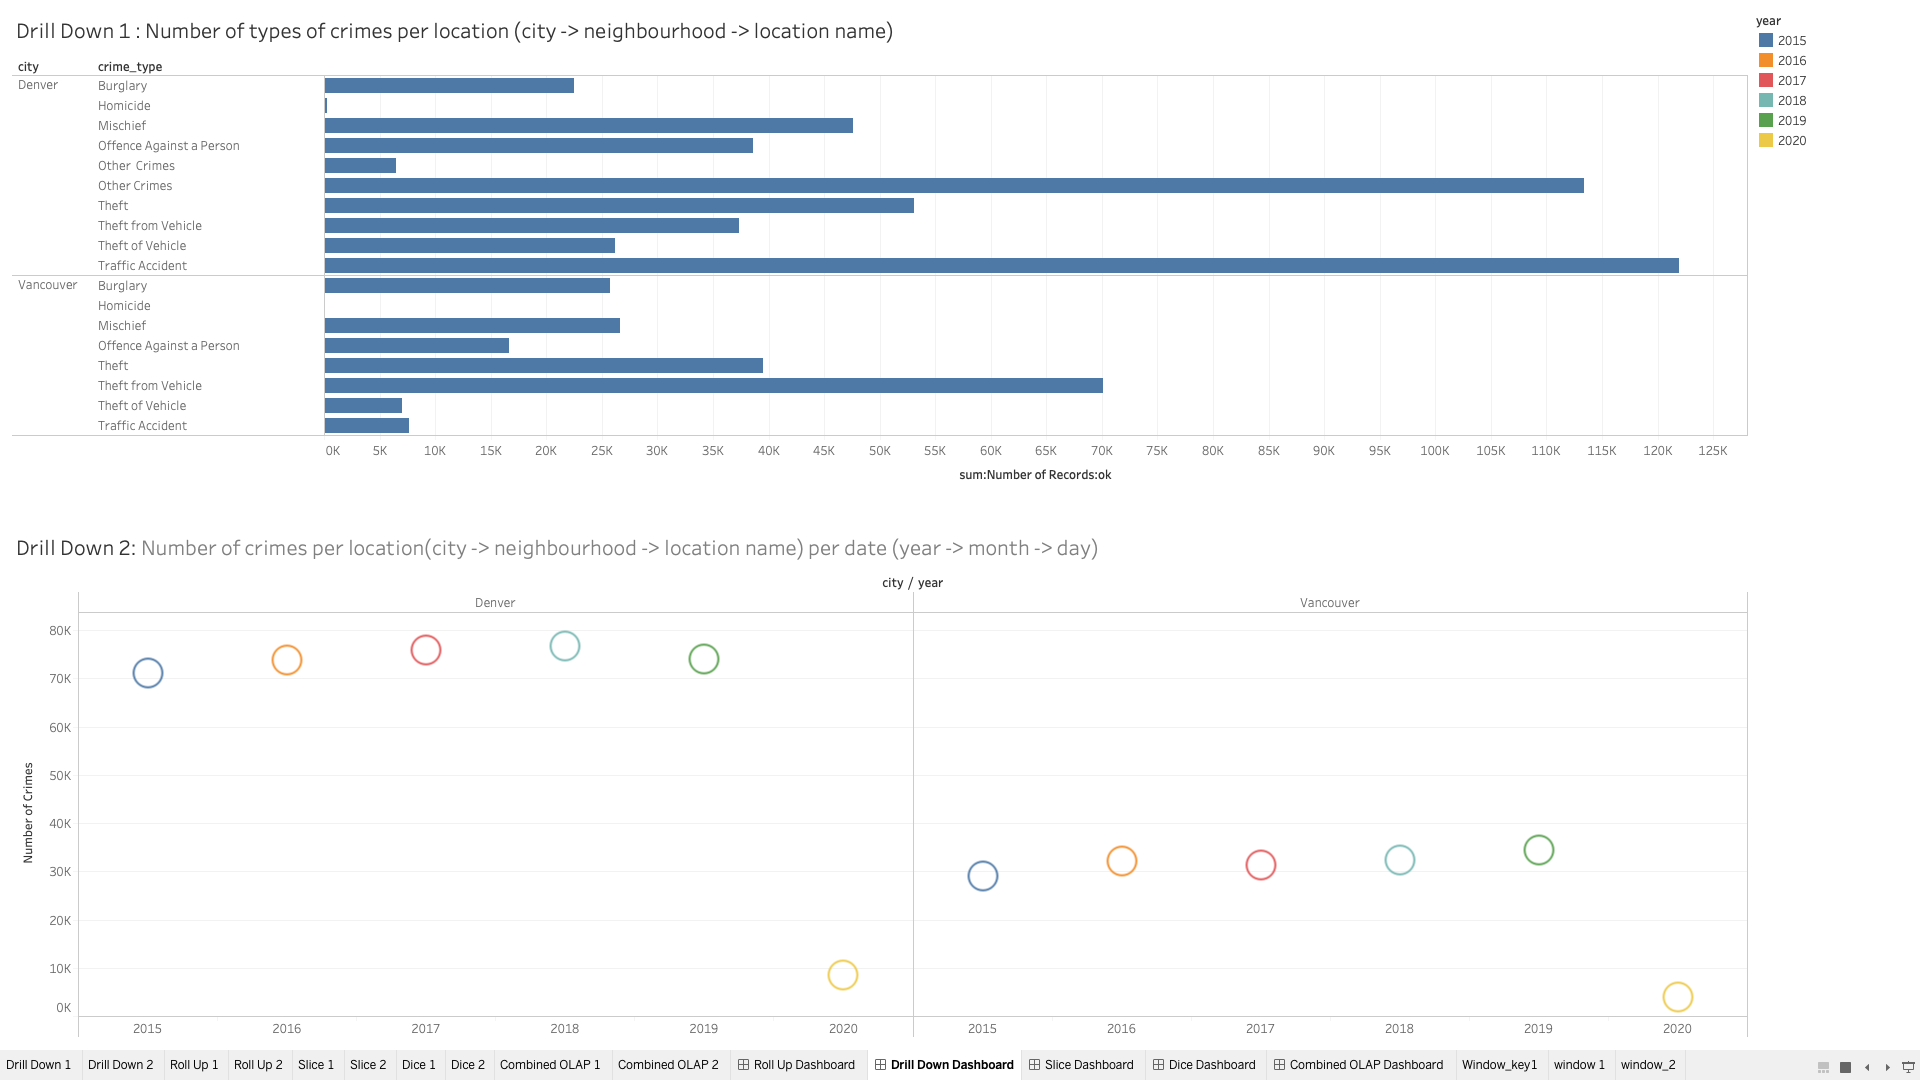 Drill Down 1 : Number of types of crimes per location (city -> neighbourhood -> location name)
year
2015
2016
2017
2018
2019
2020
city crime_type
Denver Burglary
Homicide
Mischief
Offence Against a Person
Other  Crimes
Other Crimes
Theft
Theft from Vehicle
Theft of Vehicle
Traffic Accident
Vancouver Burglary
Homicide
Mischief
Offence Against a Person
Theft
Theft from Vehicle
Theft of Vehicle
Traffic Accident
0K 5K 10K 15K 20K 25K 30K 35K 40K 45K 50K 55K 60K 65K 70K 75K 80K 85K 90K 95K 100K 105K 110K 115K 120K 125K
sum:Number of Records:ok
Drill Down 2: Number of crimes per location(city -> neighbourhood -> location name) per date (year -> month -> day)
city / year
Denver Vancouver
Number of Crimes
80K
70K
60K
50K
40K
30K
20K
10K
0K
2015 2016 2017 2018 2019 2020 2015 2016 2017 2018 2019 2020
Drill Down 1 Drill Down 2 Roll Up 1 Roll Up 2 Slice 1 Slice 2 Dice 1 Dice 2 Combined OLAP 1 Combined OLAP 2 Roll Up Dashboard Drill Down Dashboard Slice Dashboard Dice Dashboard Combined OLAP Dashboard Window_key1 window 1 window_2